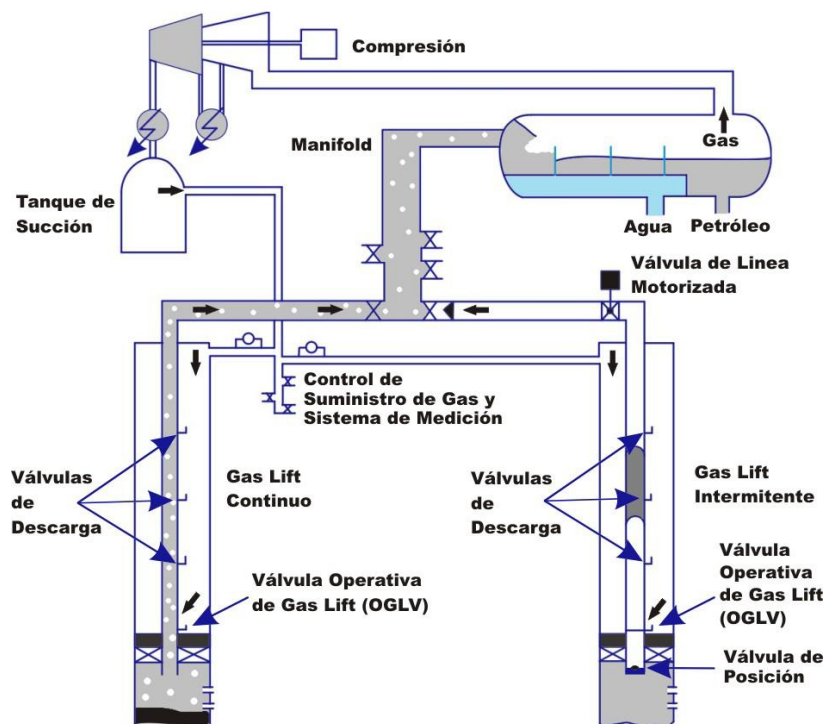 Compresión
Manifold
Gas
Tanque de
Succión
Agua
Petróleo
Válvula de Linea
Motorizada
Control de
Suministro de Gas y
Sistema de Medición
Válvulas
de
Descarga
Gas Lift
Continuo
Válvulas
de
Descarga
Gas Lift
Intermitente
Válvula Operativa
de Gas Lift (OGLV)
Válvula
Operativa
de Gas Lift
(OGLV)
Válvula de
Posición